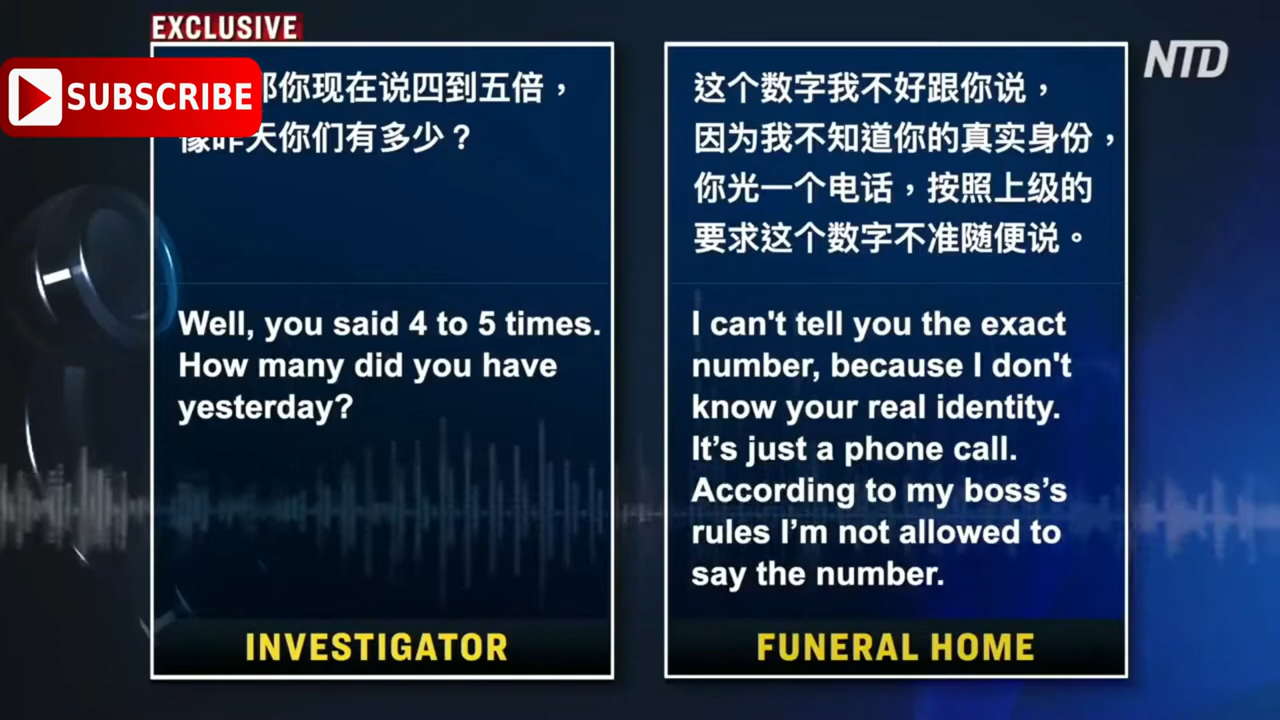 EXCLUSIVE
NTD
SUBSCRIBE
你现在说四到五倍，
天你们有多少？
Well, you said 4 to 5 times.
How many did you have
yesterday?
INVESTIGATOR
这个数字我不好跟你说，
因为我不知道你的真实身份，
你光一个电话，按照上级的
要求这个数字不准随便说。
I can't tell you the exact
number, because I don't
know your real identity.
It’s just a phone call.
According to my boss’s
rules I’m not allowed to
say the number.
FUNERAL HOME